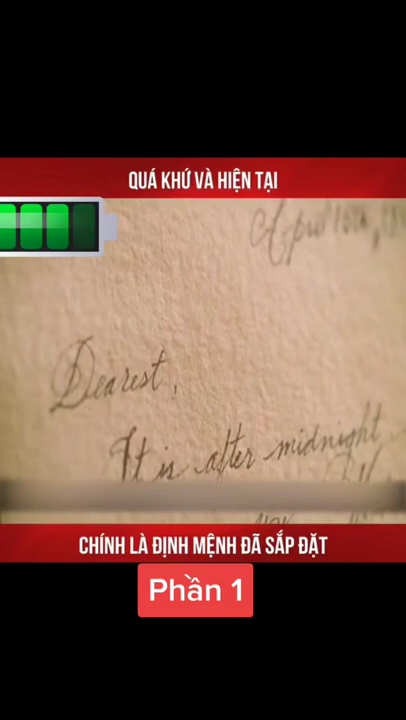 QUÁ KHỨ VÀ HIỆN TẠI
April
Dearest,
It is after midnight
CHÍNH LÀ ĐỊNH MỆNH ĐÃ SẮP ĐẶT
Phần 1